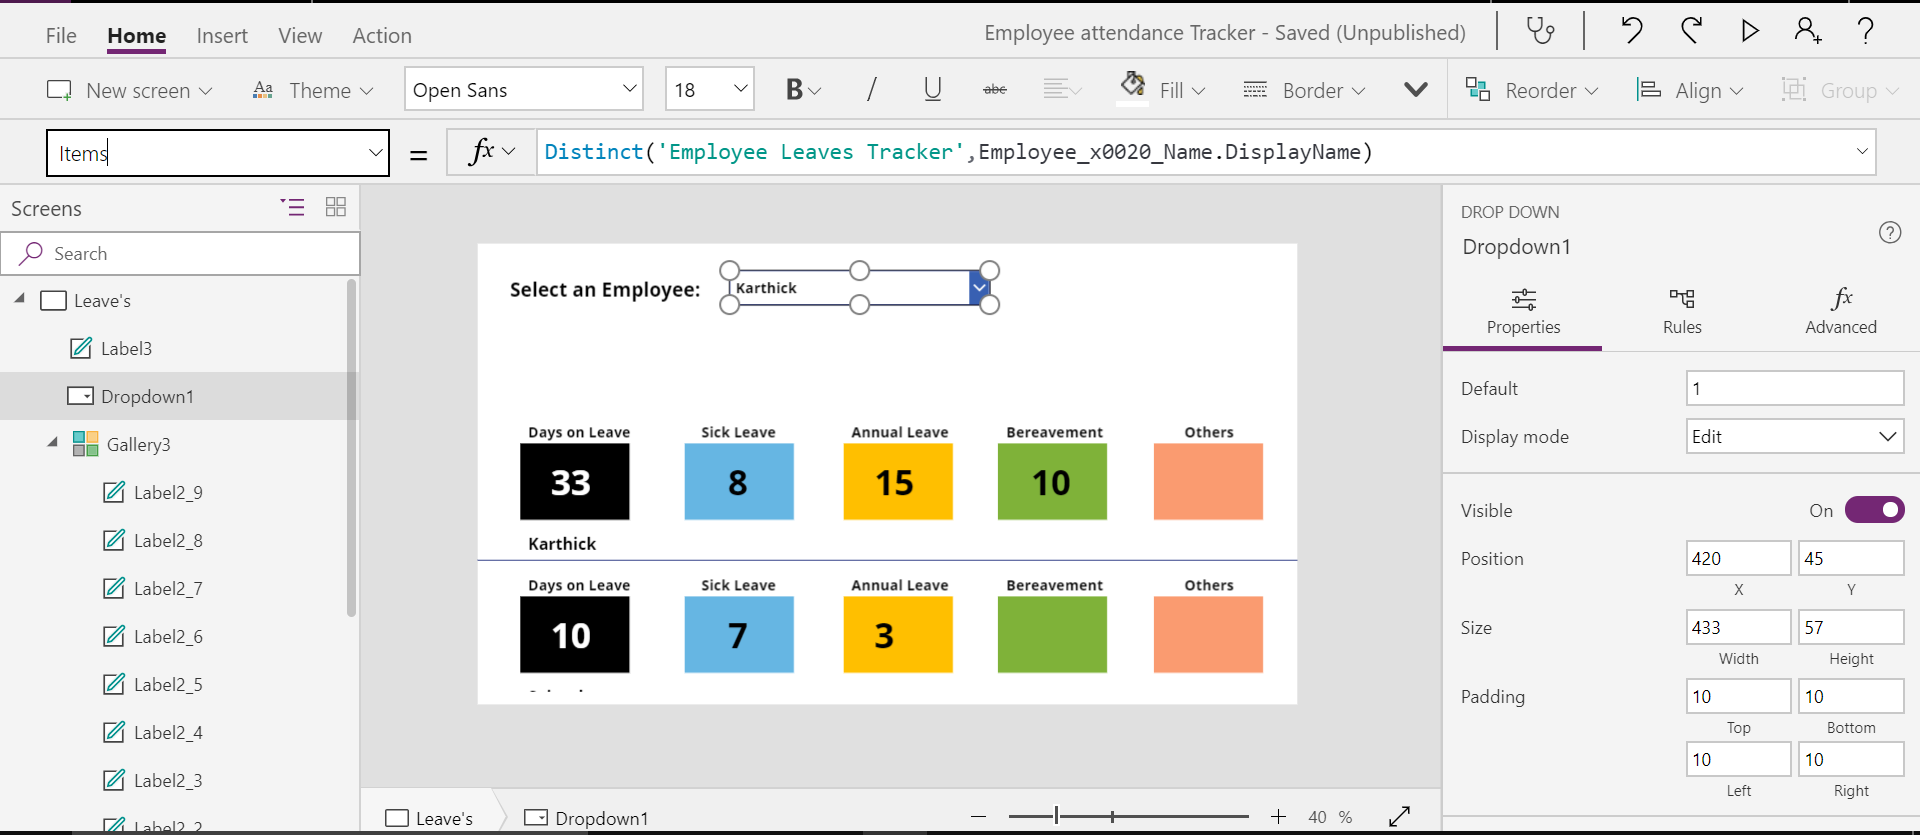 File Home Insert View Action
Employee attendance Tracker - Saved (Unpublished)
New screen Theme Open Sans 18 B / U abc Fill Border Reorder Align Group
Items = fx Distinct('Employee Leaves Tracker',Employee_x0020_Name.DisplayName)
Screens
Search
Leave's
Label3
Dropdown1
Gallery3
Label2_9
Label2_8
Label2_7
Label2_6
Label2_5
Label2_4
Label2_3
Label2_2
Select an Employee: Karthick
Days on Leave Sick Leave Annual Leave Bereavement Others
33 8 15 10
Karthick
Days on Leave Sick Leave Annual Leave Bereavement Others
10 7 3
Leave's Dropdown1
40 %
DROP DOWN
Dropdown1
Properties Rules Advanced
Default 1
Display mode Edit
Visible On
Position 420 45
X Y
Size 433 57
Width Height
Padding 10 10
Top Bottom
10 10
Left Right